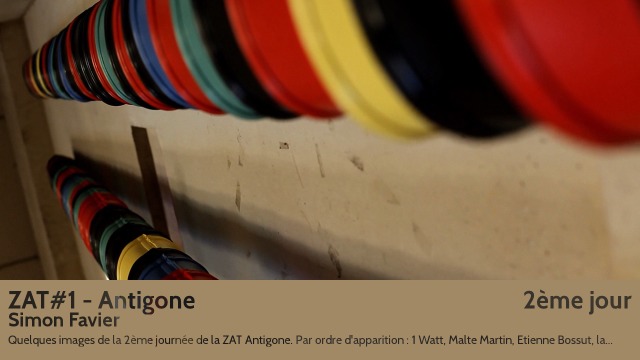 ZAT#1 - Antigone
2ème jour
Simon Favier
Quelques images de la 2ème journée de la ZAT Antigone. Par ordre d'apparition : 1 Watt, Malte Martin, Etienne Bossut, la...